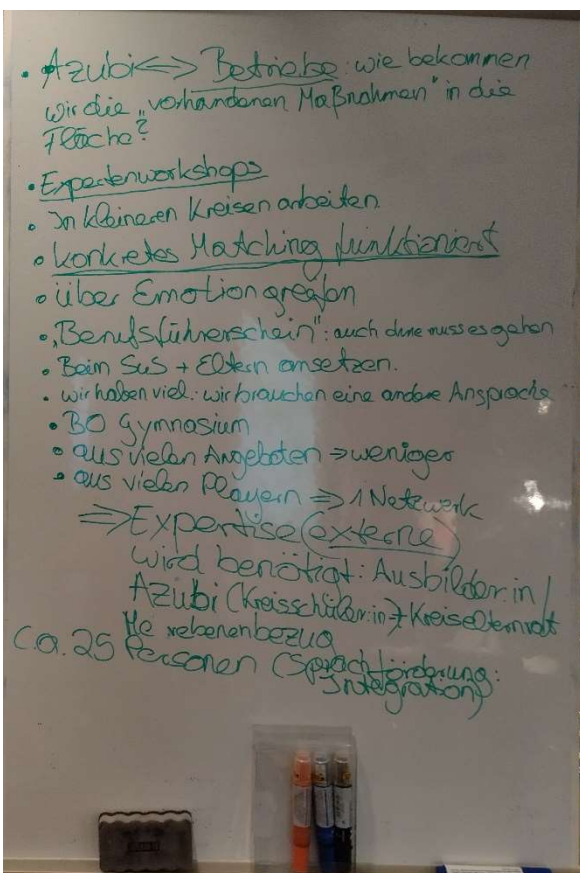 • Azubi <=> Betriebe: wie bekommen
wir die „vorhandenen Maßnahmen" in die
Fläche?
• Expertenworkshops
• In kleineren Kreisen arbeiten
• konkretes Matching funktioniert
• über Emotion greifen
• „Berufsführerschein": auch ohne muss es gehen
• Beim SuS + Eltern ansetzen.
• wir haben viel: wir brauchen eine andere Ansprache
• BO Gymnasium
• aus vielen Angeboten => weniger
• aus vielen Playern => 1 Netzwerk
=> Expertise (externe)
wird benötigt: Ausbilder:in /
Azubi (Kreisschüler:in) + Kreiselternrat
ca. 25 Personen (Sprachförderung:
Integration)